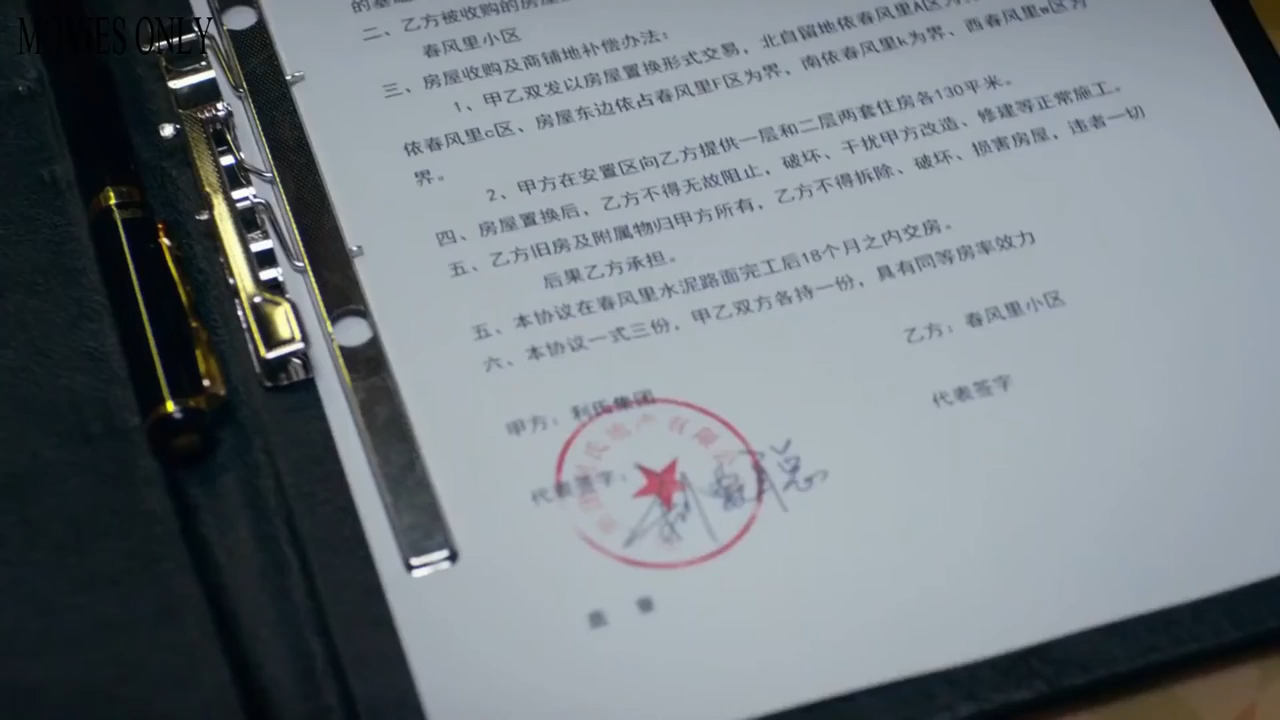 MOVIES ONLY
的基础
二、乙方被收购的房屋
春风里小区
三、房屋收购及商铺地补偿办法：
1、甲乙双发以房屋置换形式交易，北自留地依春风里A区为
依春风里c区、房屋东边依占春风里F区为界、南依春风里k为界、西春风里w区为
界。
2、甲方在安置区向乙方提供一层和二层两套住房各130平米。
四、房屋置换后，乙方不得无故阻止，破坏、干扰甲方改造、修建等正常施工。
五、乙方旧房及附属物归甲方所有，乙方不得拆除、破坏、损害房屋，违者一切
后果乙方承担。
五、本协议在春风里水泥路面完工后18个月之内交房。
六、本协议一式三份，甲乙双方各持一份，具有同等房率效力
甲方：利氏集团
乙方：春风里小区
代表签字：
代表签字
盖 章